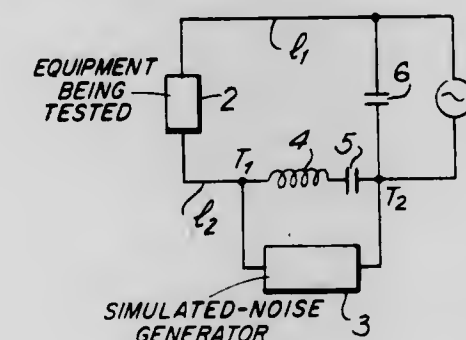 ℓ1
6
EQUIPMENT
BEING
TESTED
2
4
5
T1
T2
ℓ2
SIMULATED-NOISE
GENERATOR
3